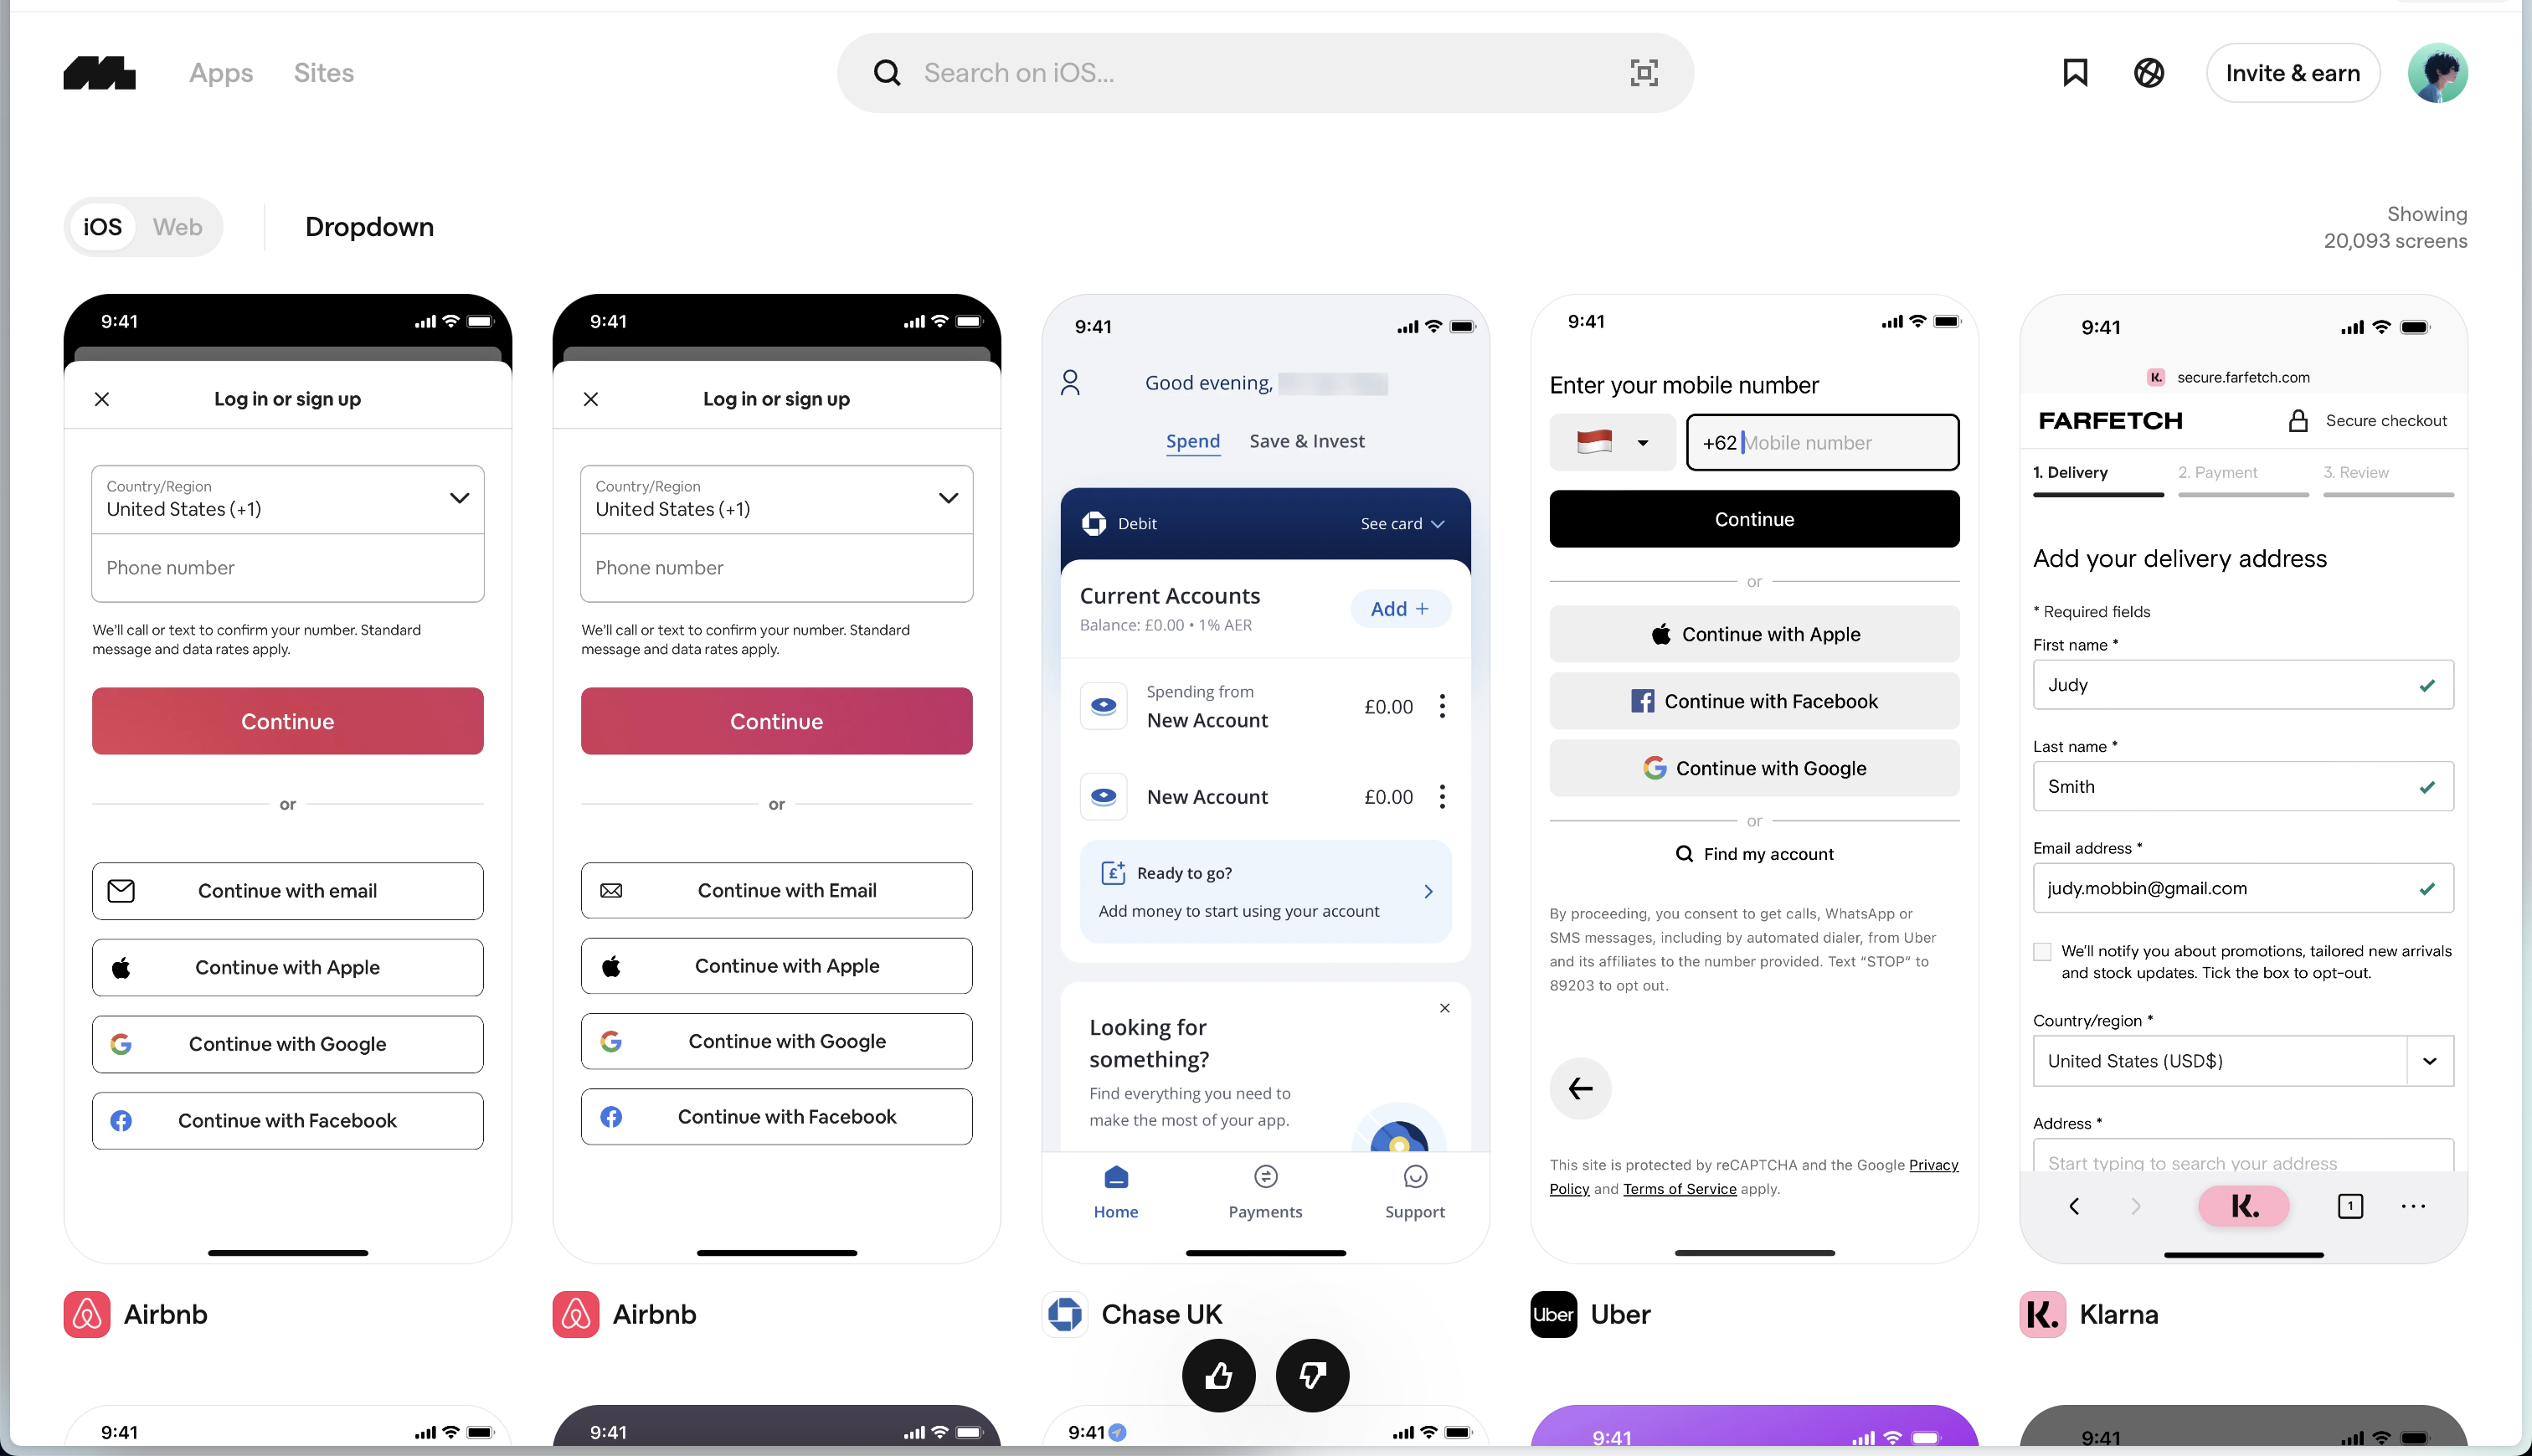 Apps
Sites
Search on iOS...
Invite & earn
iOS
Web
Dropdown
Showing
20,093 screens
9:41
Log in or sign up
Country/Region
United States (+1)
Phone number
We'll call or text to confirm your number. Standard
message and data rates apply.
Continue
or
Continue with email
Continue with Apple
Continue with Google
Continue with Facebook
Airbnb
9:41
Log in or sign up
Country/Region
United States (+1)
Phone number
We'll call or text to confirm your number. Standard
message and data rates apply.
Continue
or
Continue with Email
Continue with Apple
Continue with Google
Continue with Facebook
Airbnb
9:41
Good evening,
Spend
Save & Invest
Debit
See card
Current Accounts
Add +
Balance: £0.00 • 1% AER
Spending from
New Account
£0.00
New Account
£0.00
£
Ready to go?
Add money to start using your account
Looking for
something?
Find everything you need to
make the most of your app.
Home
Payments
Support
Chase UK
9:41
Enter your mobile number
+62
Mobile number
Continue
or
Continue with Apple
Continue with Facebook
Continue with Google
or
Find my account
By proceeding, you consent to get calls, WhatsApp or
SMS messages, including by automated dialer, from Uber
and its affiliates to the number provided. Text "STOP" to
89203 to opt out.
This site is protected by reCAPTCHA and the Google Privacy
Policy and Terms of Service apply.
Uber
Uber
9:41
K.
secure.farfetch.com
FARFETCH
Secure checkout
1. Delivery
2. Payment
3. Review
Add your delivery address
* Required fields
First name *
Judy
Last name *
Smith
Email address *
judy.mobbin@gmail.com
We'll notify you about promotions, tailored new arrivals
and stock updates. Tick the box to opt-out.
Country/region *
United States (USD$)
Address *
Start typing to search your address
K.
1
K.
Klarna
9:41
9:41
9:41
9:41
9:41